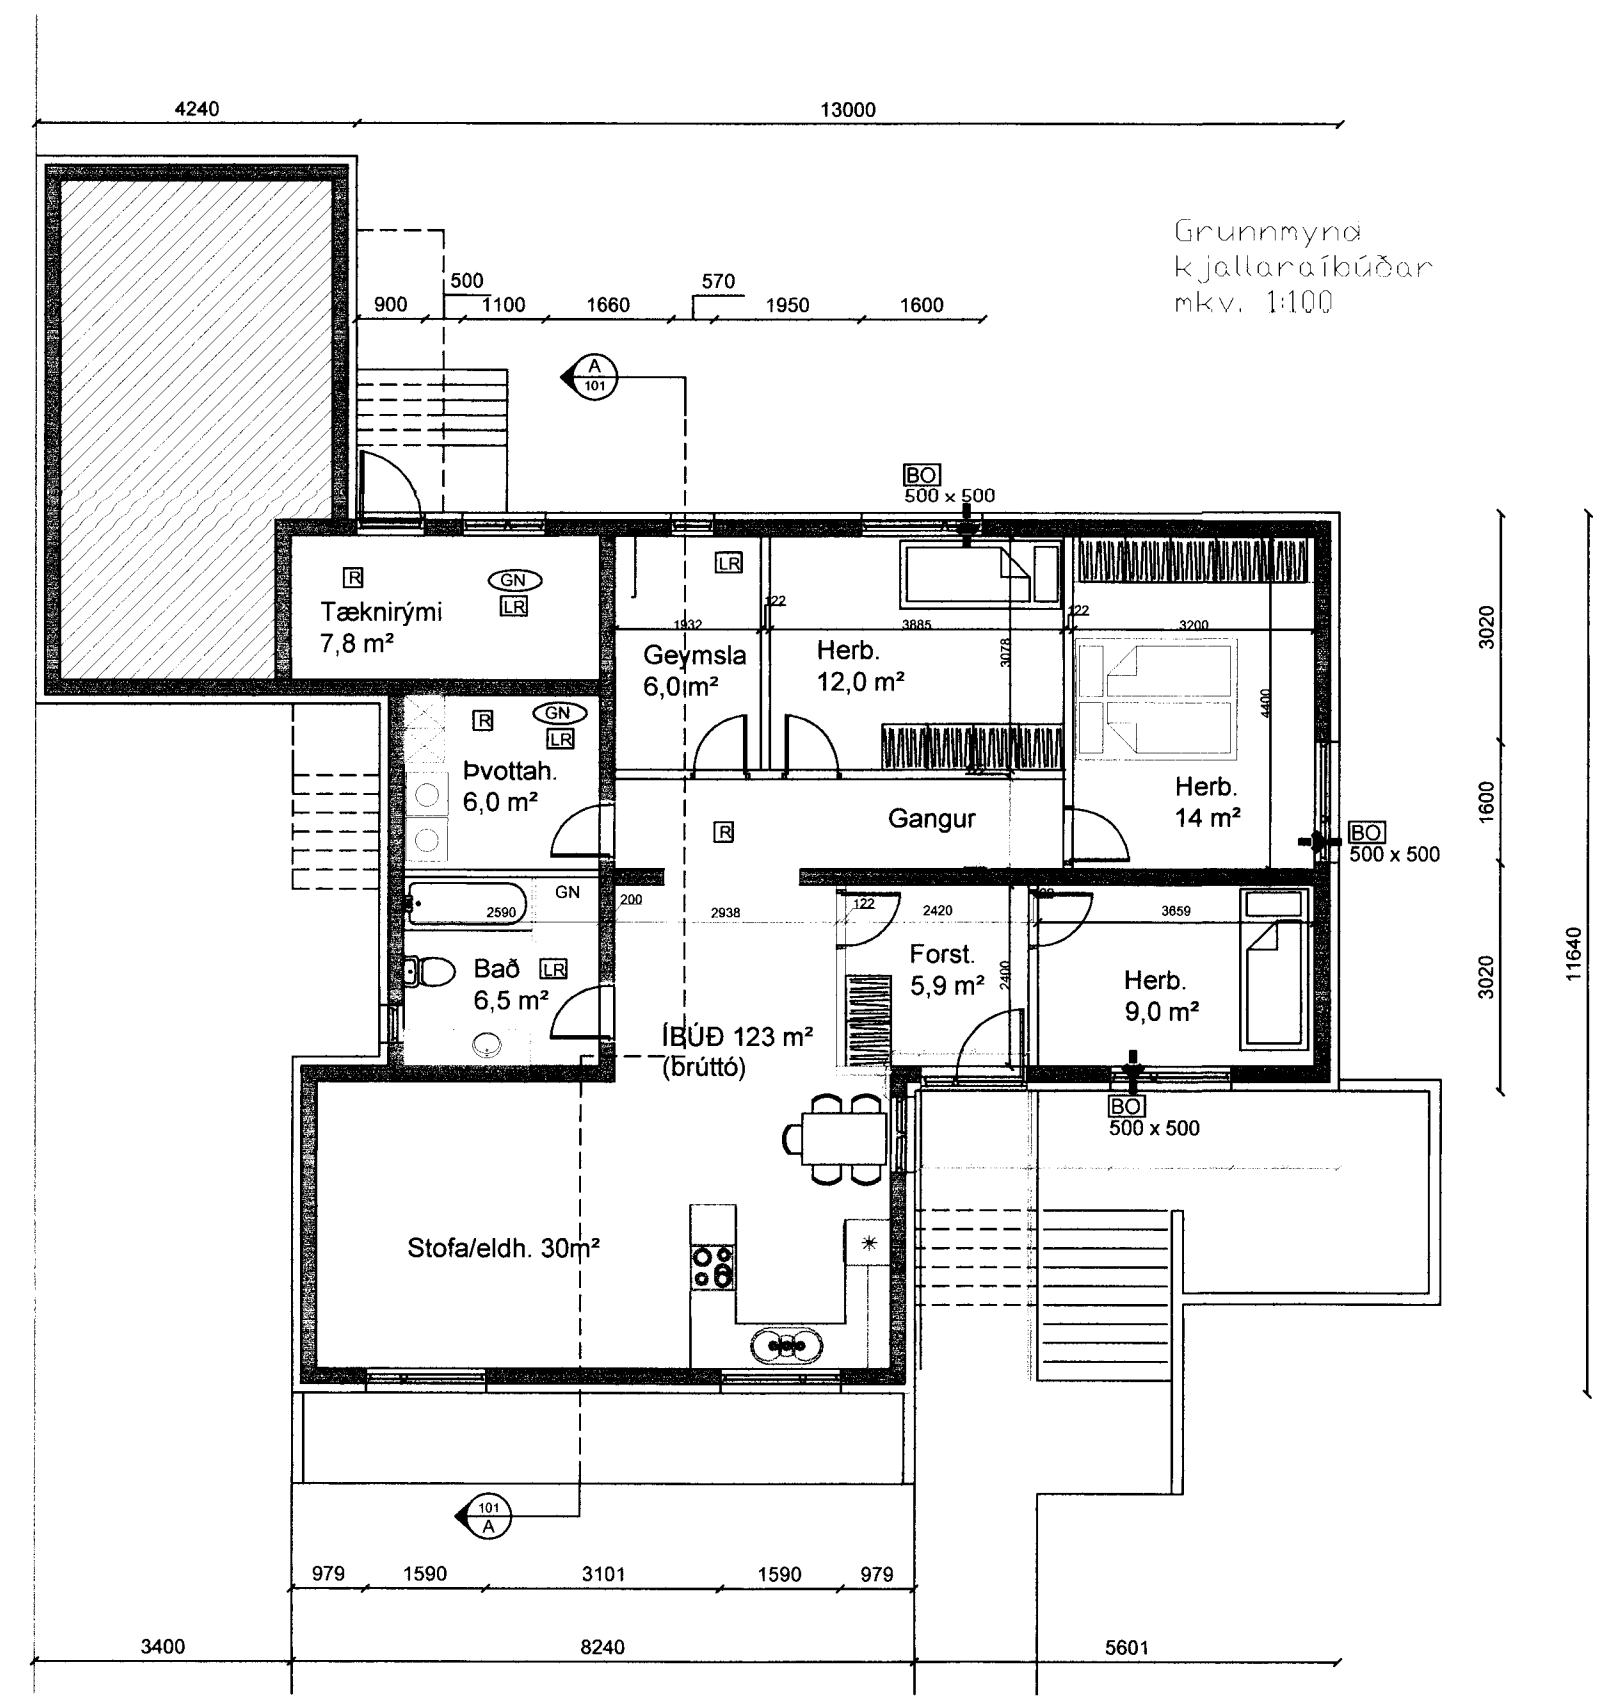 4240
13000
Grunnmynd
kjallaraíbúðar
mkv. 1:100
500
570
900
1100
1660
1950
1600
A
101
BO
500 x 500
R
GN
LR
Tæknirými
7,8 m²
LR
122
122
1932
3885
3200
3078
4400
Geymsla
6,0 m²
Herb.
12,0 m²
3020
R
GN
LR
Þvottah.
6,0 m²
Herb.
14 m²
1600
R
Gangur
BO
500 x 500
GN
2590
200
2938
122
2420
3659
11640
Bað
6,5 m²
LR
Forst.
5,9 m²
2400
Herb.
9,0 m²
3020
ÍBÚÐ 123 m²
(brúttó)
BO
500 x 500
Stofa/eldh. 30m²
101
A
979
1590
3101
1590
979
3400
8240
5601